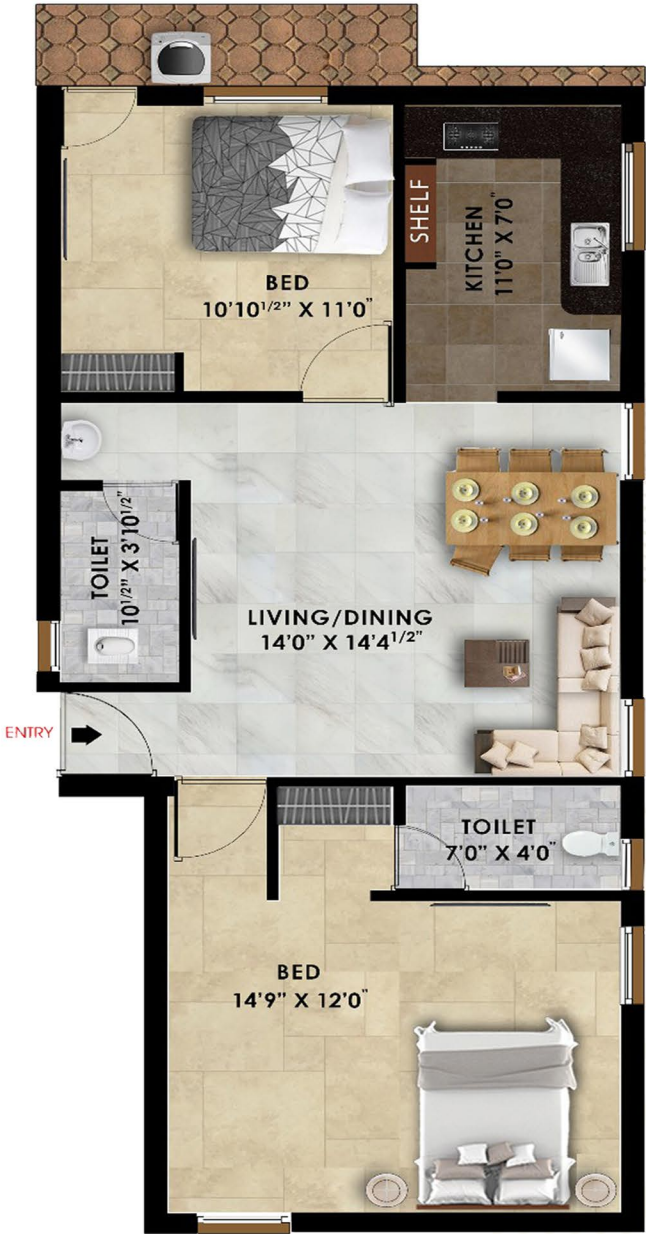 BED
10'10 1/2" X 11'0"
SHELF
KITCHEN
11'0" X 7'0"
TOILET
10 1/2" X 3'10 1/2"
LIVING/DINING
14'0" X 14'4 1/2"
ENTRY
TOILET
7'0" X 4'0"
BED
14'9" X 12'0"